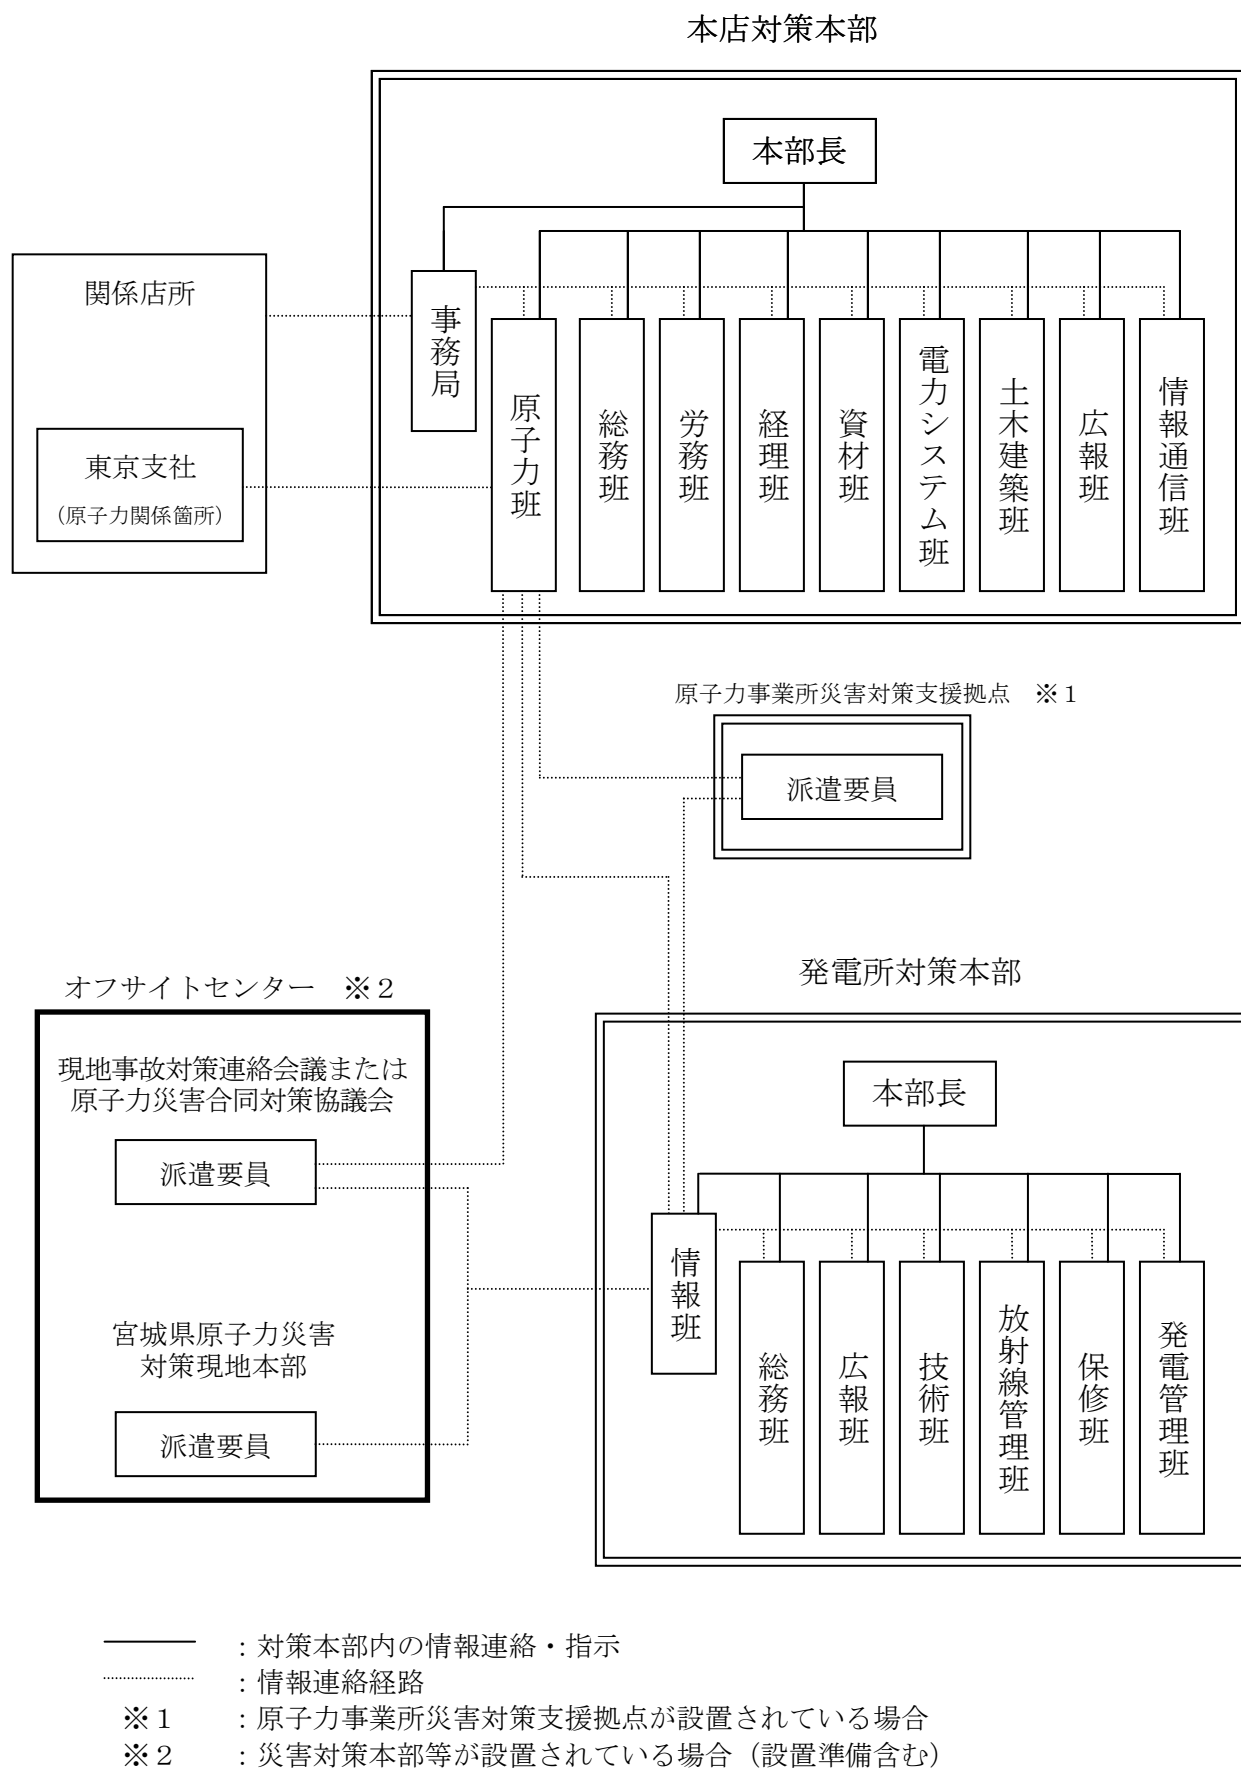 本店対策本部
本部長
関係店所
東京支社
(原子力関係箇所)
事務局
原子力班
総務班
労務班
経理班
資材班
電力システム班
土木建築班
広報班
情報通信班
原子力事業所災害対策支援拠点　※1
派遣要員
オフサイトセンター　※2
現地事故対策連絡会議または
原子力災害合同対策協議会
派遣要員
宮城県原子力災害
対策現地本部
派遣要員
発電所対策本部
本部長
情報班
総務班
広報班
技術班
放射線管理班
保修班
発電管理班
：対策本部内の情報連絡・指示
：情報連絡経路
※1　：原子力事業所災害対策支援拠点が設置されている場合
※2　：災害対策本部等が設置されている場合（設置準備含む）